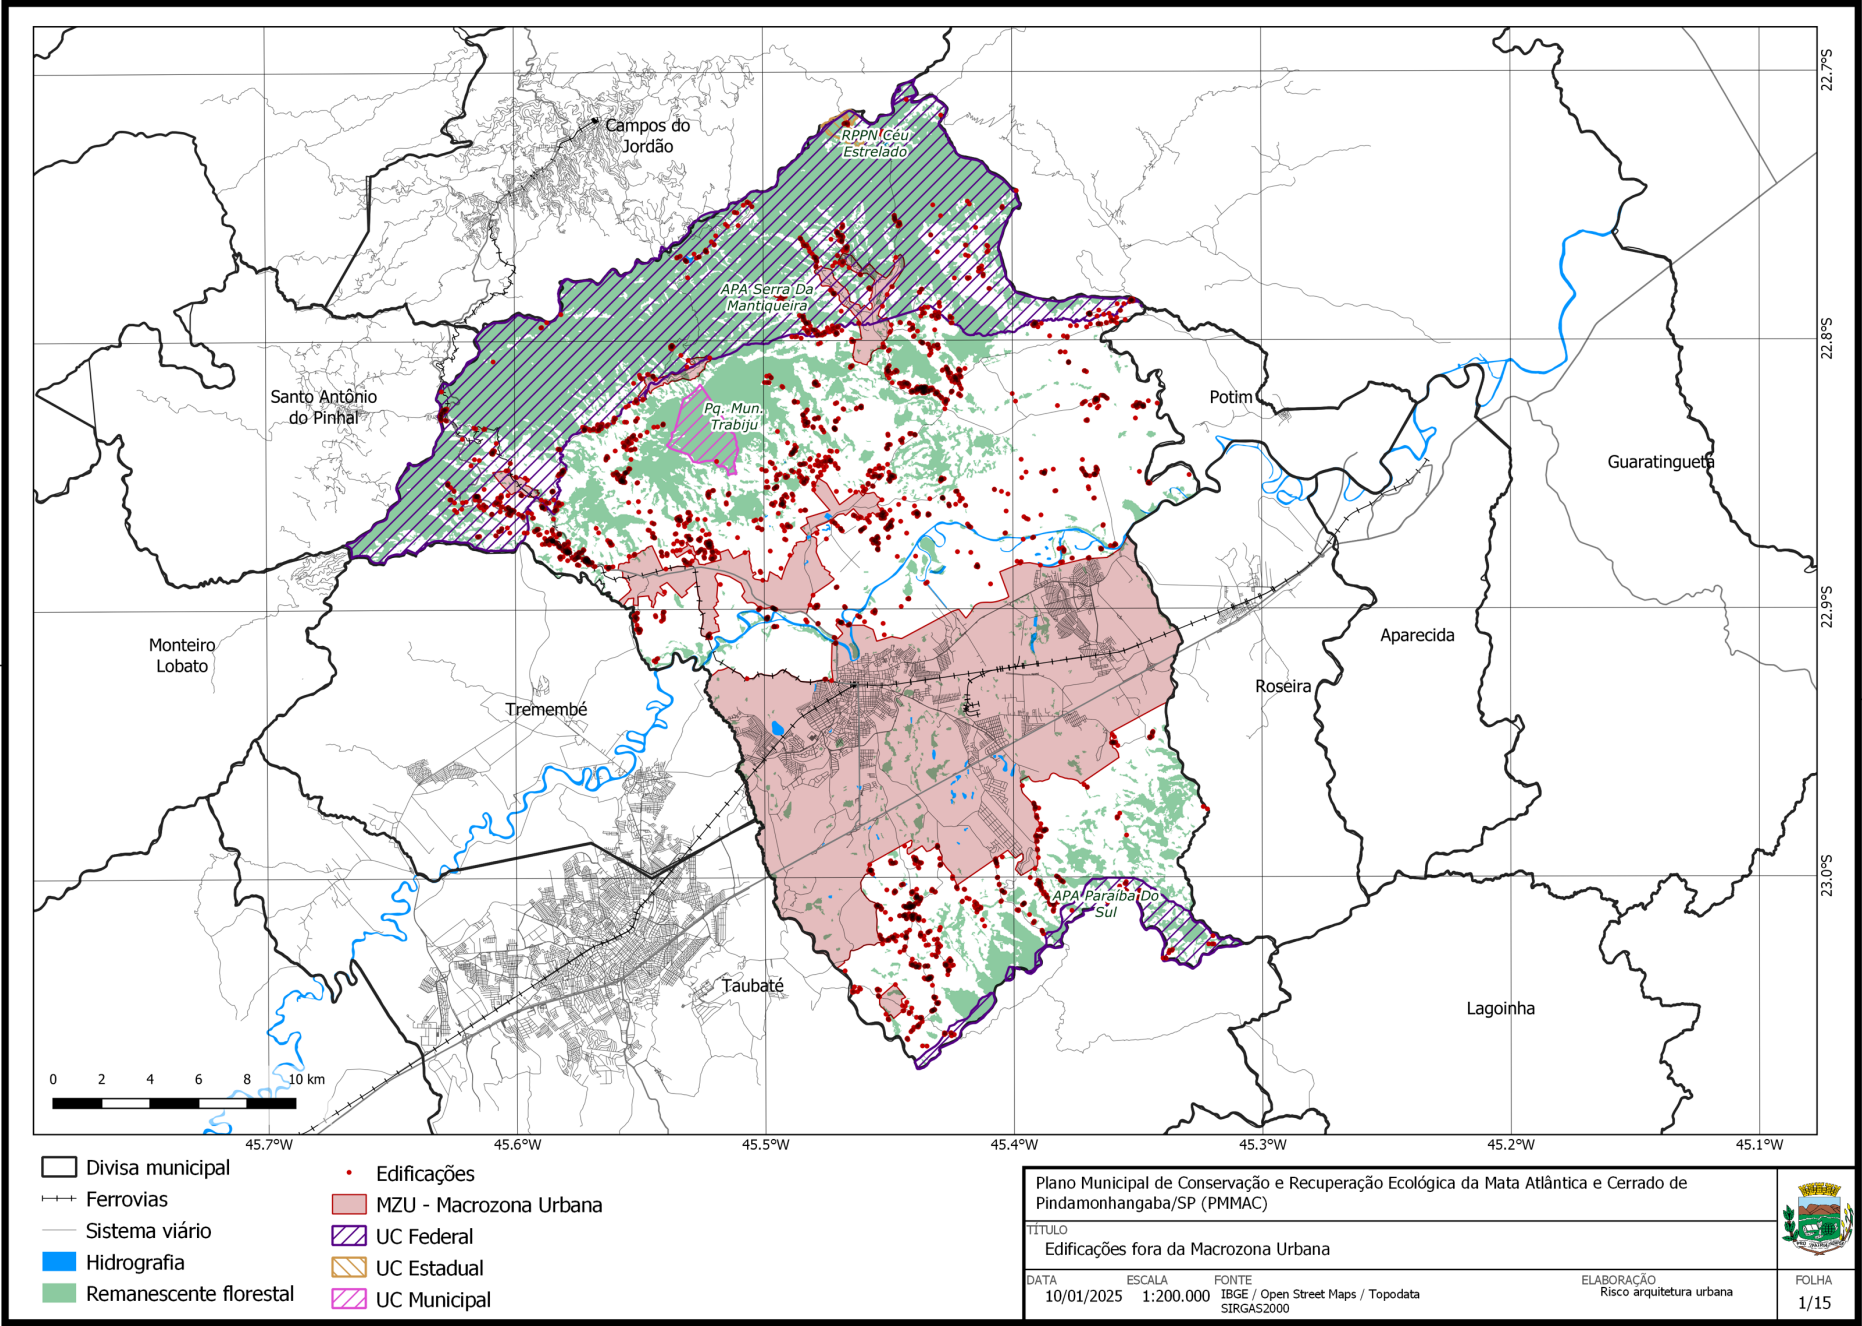 22.7°S
Campos do
Jordão
RPPN Céu
Estrelado
APA Serra Da
Mantiqueira
22.8°S
Santo Antônio
do Pinhal
Pq. Mun.
Trabiju
Potim
Guaratinguetá
22.9°S
Monteiro
Lobato
Aparecida
Tremembé
Roseira
23.0°S
APA Paraíba Do
Sul
Taubaté
Lagoinha
0 2 4 6 8 10 km
45.7°W 45.6°W 45.5°W 45.4°W 45.3°W 45.2°W 45.1°W
Divisa municipal
Ferrovias
Sistema viário
Hidrografia
Remanescente florestal
Edificações
MZU - Macrozona Urbana
UC Federal
UC Estadual
UC Municipal
Plano Municipal de Conservação e Recuperação Ecológica da Mata Atlântica e Cerrado de
Pindamonhangaba/SP (PMMAC)
TÍTULO
Edificações fora da Macrozona Urbana
DATA ESCALA FONTE ELABORAÇÃO FOLHA
10/01/2025 1:200.000 IBGE / Open Street Maps / Topodata Risco arquitetura urbana 1/15
SIRGAS2000